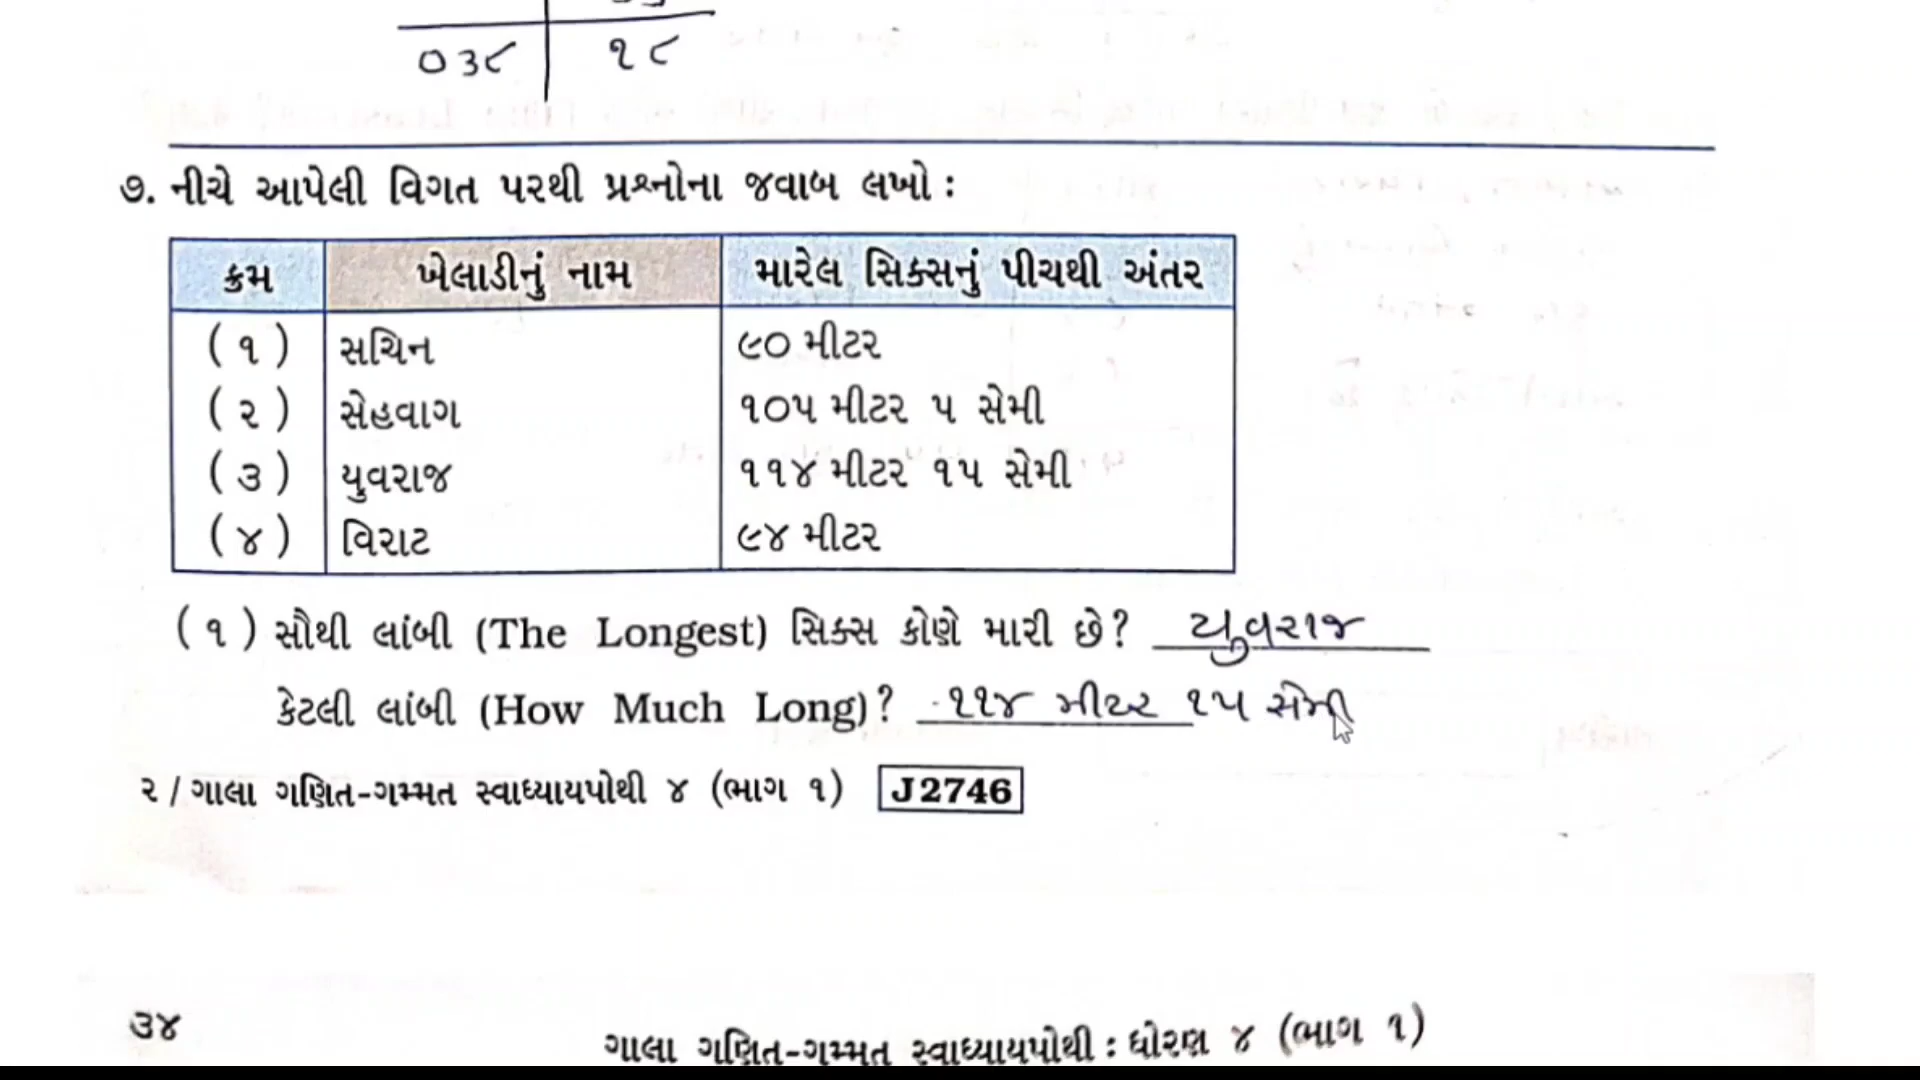 ૦૩૮ ૧૮
૭. નીચે આપેલી વિગત પરથી પ્રશ્નોના જવાબ લખો :
ક્રમ ખેલાડીનું નામ મારેલ સિક્સનું પીચથી અંતર
(૧) સચિન ૯૦ મીટર
(૨) સેહવાગ ૧૦૫ મીટર ૫ સેમી
(૩) યુવરાજ ૧૧૪ મીટર ૧૫ સેમી
(૪) વિરાટ ૯૪ મીટર
(૧) સૌથી લાંબી (The Longest) સિક્સ કોણે મારી છે? યુવરાજ
કેટલી લાંબી (How Much Long)? ૧૧૪ મીટર ૧૫ સેમી
૨ / ગાલા ગણિત-ગમ્મત સ્વાધ્યાયપોથી ૪ (ભાગ ૧) J2746
૩૪
ગાલા ગણિત-ગમ્મત સ્વાધ્યાયપોથી : ધોરણ ૪ (ભાગ ૧)